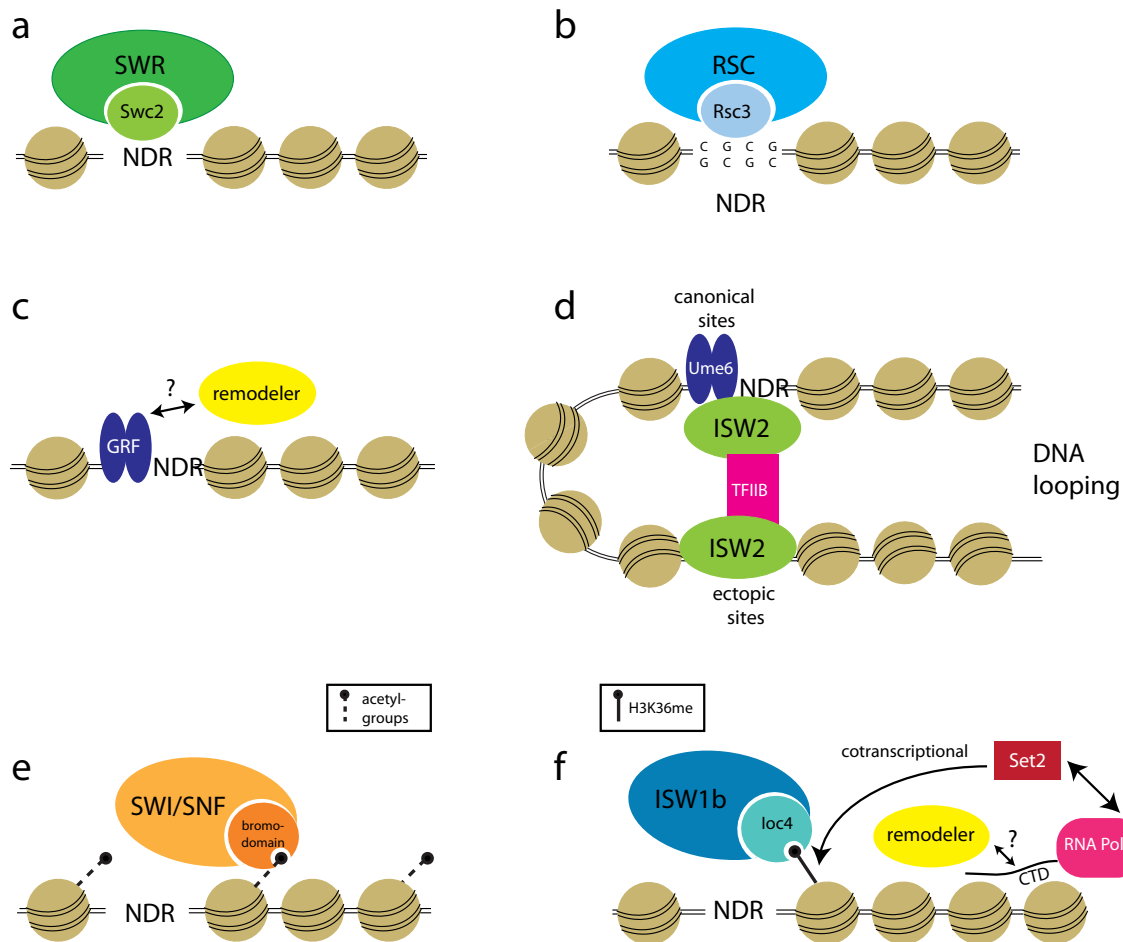 a
SWR
Swc2
NDR
b
RSC
Rsc3
C G C G
G C G C
NDR
c
?
remodeler
GRF
NDR
d
canonical
sites
Ume6
NDR
ISW2
TFIIB
ISW2
ectopic
sites
DNA
looping
acetyl-
groups
e
SWI/SNF
bromo-
domain
NDR
H3K36me
f
cotranscriptional
Set2
ISW1b
Ioc4
remodeler
?
RNA Pol
CTD
NDR